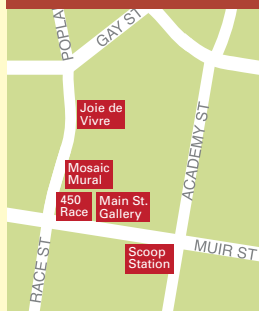 POPLA
GAY ST
Joie de
Vivre
ACADEMY ST
Mosaic
Mural
450
Race
Main St.
Gallery
MUIR ST
Scoop
Station
RACE ST